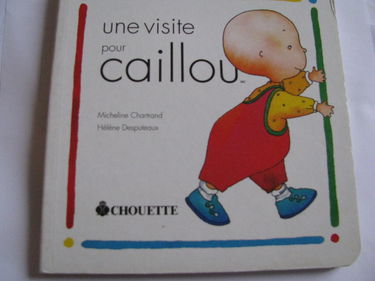 une visite
pour
caillou
Micheline Chartrand
Hélène Desputeaux
CHOUETTE